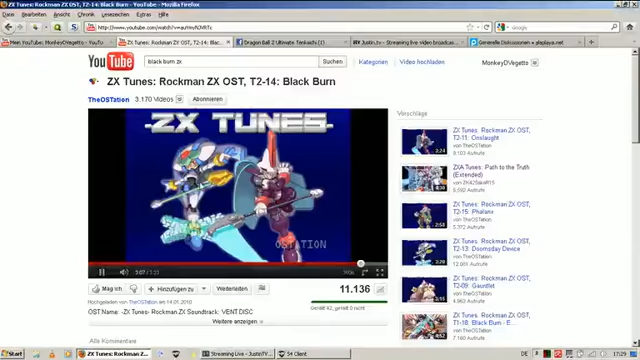 ZX Tunes: Rockman ZX OST, T2-14: Black Burn - YouTube - Mozilla Firefox
Datei Bearbeiten Ansicht Chronik Lesezeichen Extras Hilfe
Google
Mein YouTube: MonkeyDVegetto - YouTu
ZX Tunes: Rockman ZX OST, T2-14: Bl...
Dragon Ball Z Ultimate Tenkaichi (...
Justin.tv - Streaming live video broadcas...
Generelle Diskussionen - play3.de
YouTube
black burn zx
Suchen
Kategorien
Video hochladen
MonkeyDVegetto
ZX Tunes: Rockman ZX OST, T2-14: Black Burn
TheOSTation
3.170 Videos
Abonnieren
-ZX TUNES-
OSTATION
Mag ich
Hinzufügen zu
Weiterleiten
11.136
Hochgeladen von TheOSTation am 14.01.2010
OST Name: -Zx Tunes- Rockman ZX Soundtrack: VENT DISC
Weitere anzeigen
Alle Kommentare
Vorschläge
ZX Tunes: Rockman ZX OST,
T2-11: Onslaught
von TheOSTation
ZXA Tunes: Path to the Truth
(Extended)
ZX Tunes: Rockman ZX OST,
T2-15: Phalanx
von TheOSTation
ZX Tunes: Rockman ZX OST,
T2-13: Doomsday Device
von TheOSTation
ZX Tunes: Rockman ZX OST,
T2-09: Gauntlet
von TheOSTation
ZX Tunes: Rockman ZX OST,
T1-18: Black Burn - E...
von TheOSTation
Start
ZX Tunes: Rockman ZX...
Streaming Live - JustinTV...
DE